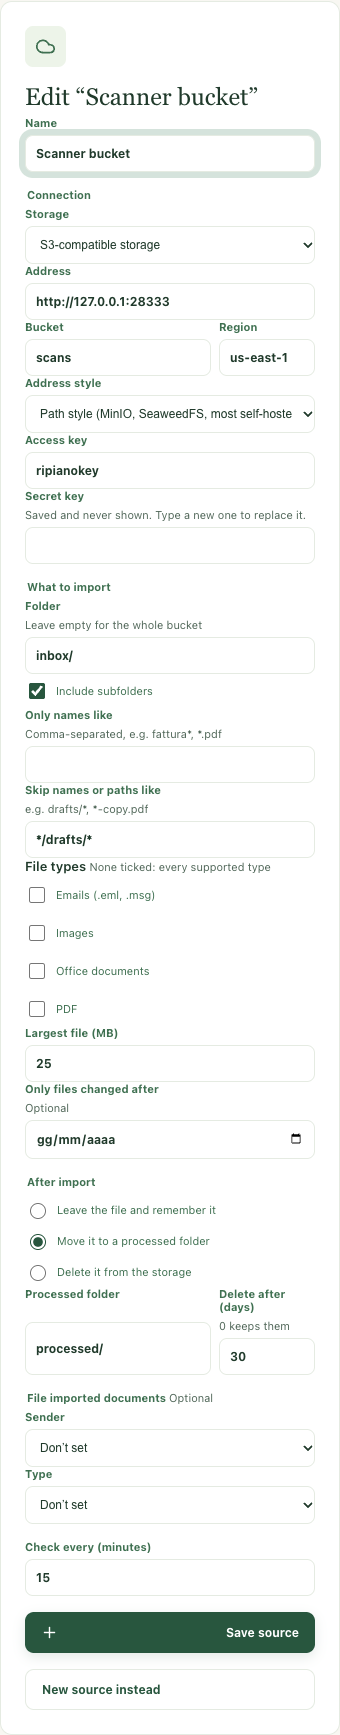 Edit “Scanner bucket”
Name
Scanner bucket
Connection
Storage
S3-compatible storage
Address
http://127.0.0.1:28333
Bucket Region
scans us-east-1
Address style
Path style (MinIO, SeaweedFS, most self-hoste
Access key
ripianokey
Secret key
Saved and never shown. Type a new one to replace it.
What to import
Folder
Leave empty for the whole bucket
inbox/
Include subfolders
Only names like
Comma-separated, e.g. fattura*, *.pdf
Skip names or paths like
e.g. drafts/*, *-copy.pdf
*/drafts/*
File types None ticked: every supported type
Emails (.eml, .msg)
Images
Office documents
PDF
Largest file (MB)
25
Only files changed after
Optional
gg/mm/aaaa
After import
Leave the file and remember it
Move it to a processed folder
Delete it from the storage
Processed folder
processed/
Delete after
(days)
0 keeps them
30
File imported documents Optional
Sender
Don’t set
Type
Don’t set
Check every (minutes)
15
Save source
New source instead